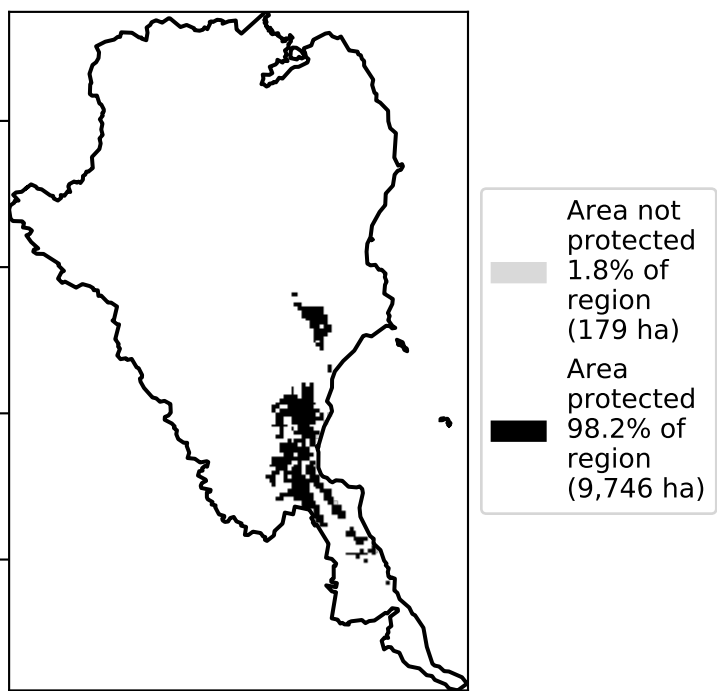 Area not
protected
1.8% of
region
(179 ha)
Area
protected
98.2% of
region
(9,746 ha)